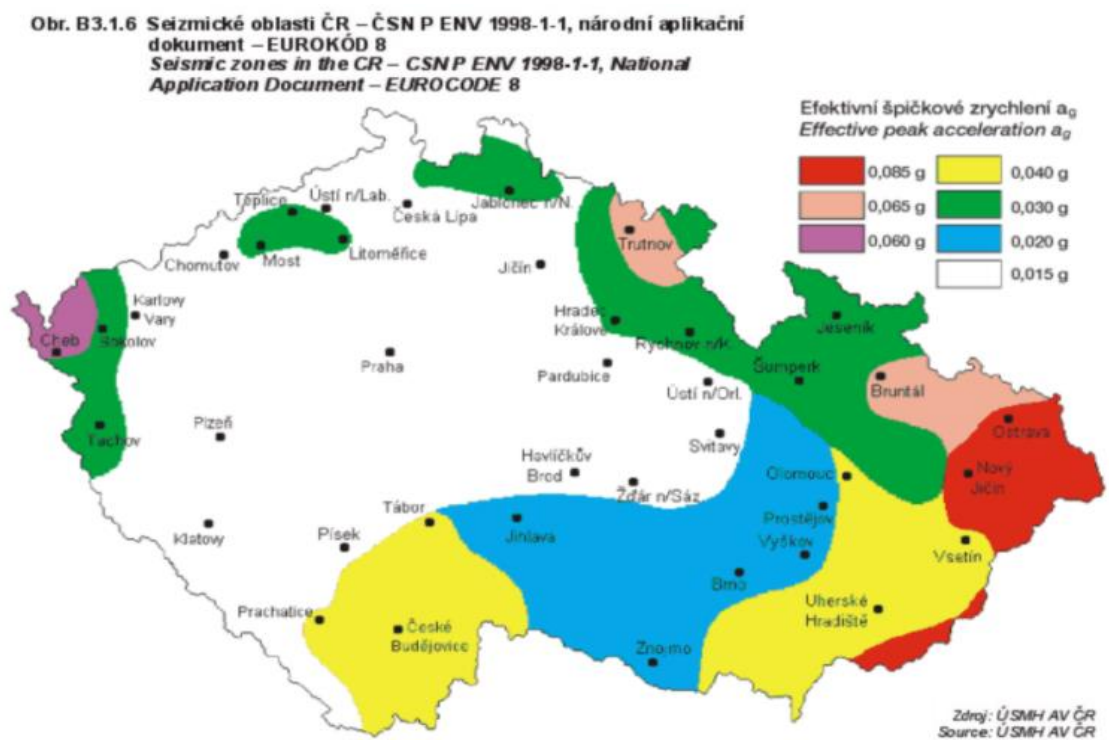 Obr. B3.1.6 Seizmické oblasti ČR – ČSN P ENV 1998-1-1, národní aplikační
dokument – EUROKÓD 8
Seismic zones in the CR – CSN P ENV 1998-1-1, National
Application Document – EUROCODE 8
Efektivní špičkové zrychlení ag
Effective peak acceleration ag
0,085 g
0,040 g
0,065 g
0,030 g
0,060 g
0,020 g
0,015 g
Teplice
Ústí n/Lab.
Česká Lípa
Jablonec n/N.
Most
Litoměřice
Chomutov
Trutnov
Jičín
Karlovy
Vary
Cheb
Sokolov
Hradec
Králové
Rychnov n/K.
Jeseník
Praha
Pardubice
Ústí n/Orl.
Šumperk
Bruntál
Tachov
Plzeň
Svitavy
Ostrava
Havlíčkův
Brod
Žďár n/Sáz.
Olomouc
Nový
Jičín
Tábor
Jihlava
Prostějov
Vyškov
Klatovy
Písek
Vsetín
Brno
Prachatice
České
Budějovice
Uherské
Hradiště
Znojmo
Zdroj: ÚSMH AV ČR
Source: ÚSMH AV ČR